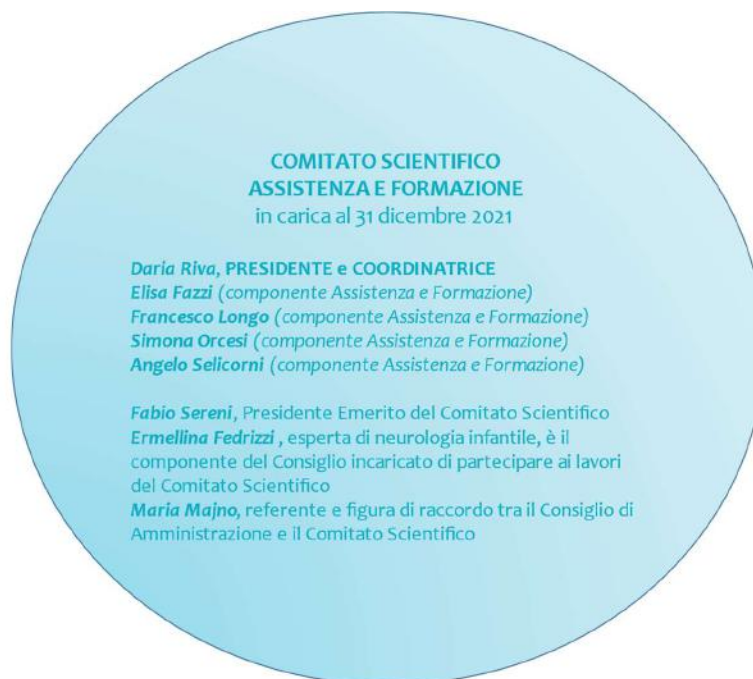 COMITATO SCIENTIFICO
ASSISTENZA E FORMAZIONE
in carica al 31 dicembre 2021
Daria Riva, PRESIDENTE e COORDINATRICE
Elisa Fazzi (componente Assistenza e Formazione)
Francesco Longo (componente Assistenza e Formazione)
Simona Orcesi (componente Assistenza e Formazione)
Angelo Selicorni (componente Assistenza e Formazione)
Fabio Sereni, Presidente Emerito del Comitato Scientifico
Ermellina Fedrizzi , esperta di neurologia infantile, è il
componente del Consiglio incaricato di partecipare ai lavori
del Comitato Scientifico
Maria Majno, referente e figura di raccordo tra il Consiglio di
Amministrazione e il Comitato Scientifico